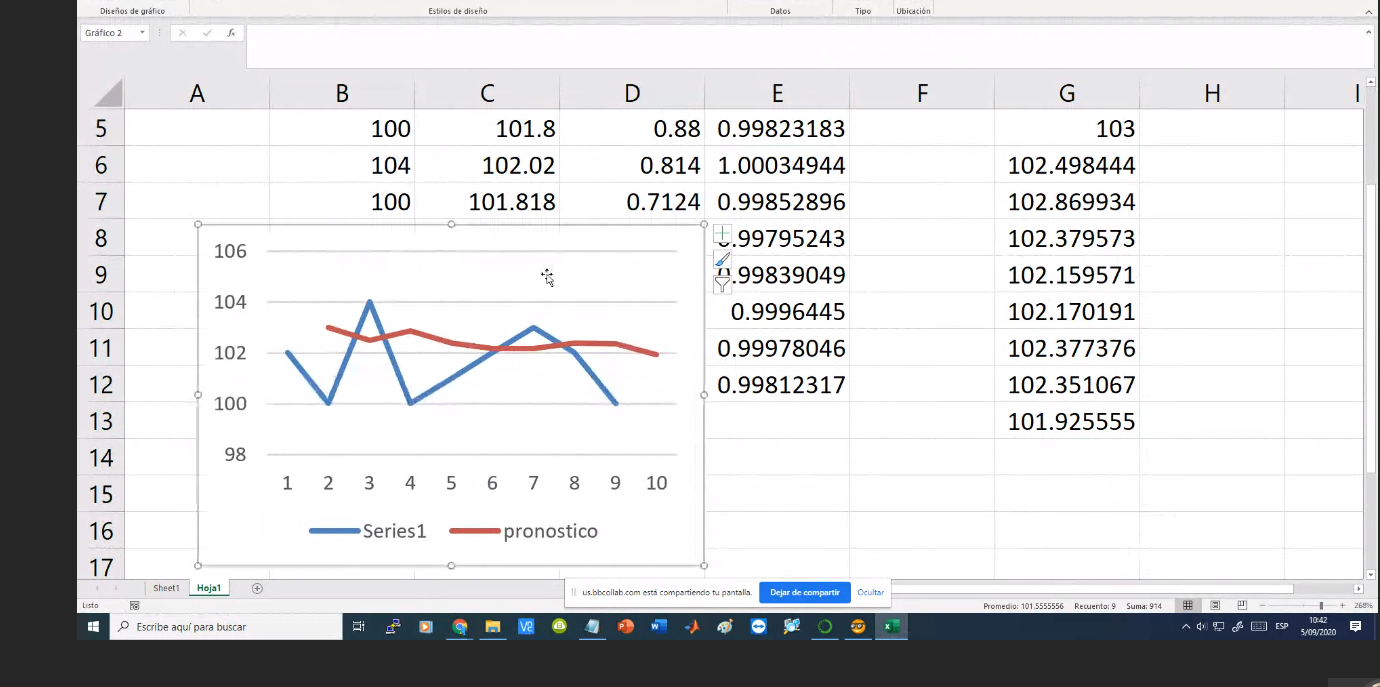 Diseños de gráfico Estilos de diseño Datos Tipo Ubicación
Gráfico 2 fx
A B C D E F G H I
5 100 101.8 0.88 0.99823183 103
6 104 102.02 0.814 1.00034944 102.498444
7 100 101.818 0.7124 0.99852896 102.869934
8 0.99795243 102.379573
9 0.99839049 102.159571
10 0.9996445 102.170191
11 0.99978046 102.377376
12 0.99812317 102.351067
13 101.925555
14
15
16
17
106
104
102
100
98
1 2 3 4 5 6 7 8 9 10
Series1 pronostico
Sheet1 Hoja1
us.bbcollab.com está compartiendo tu pantalla. Dejar de compartir Ocultar
Listo Promedio: 101.5555556 Recuento: 9 Suma: 914 268%
Escribe aquí para buscar
ESP 10:42
5/09/2020